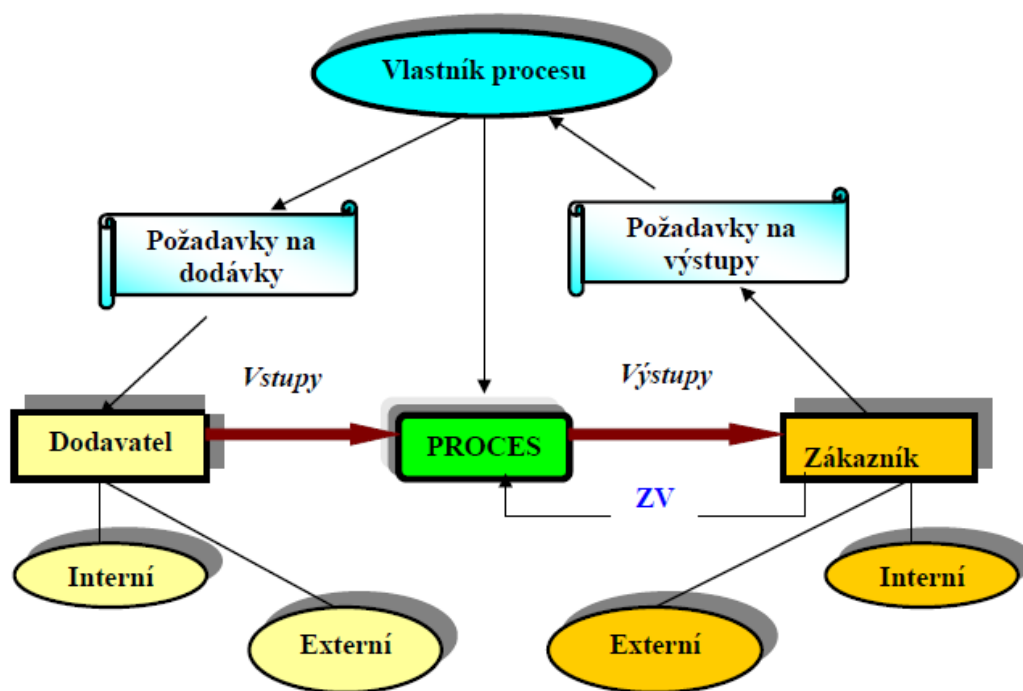 Vlastník procesu
Požadavky na
dodávky
Požadavky na
výstupy
Vstupy
Výstupy
Dodavatel
PROCES
Zákazník
ZV
Interní
Interní
Externí
Externí